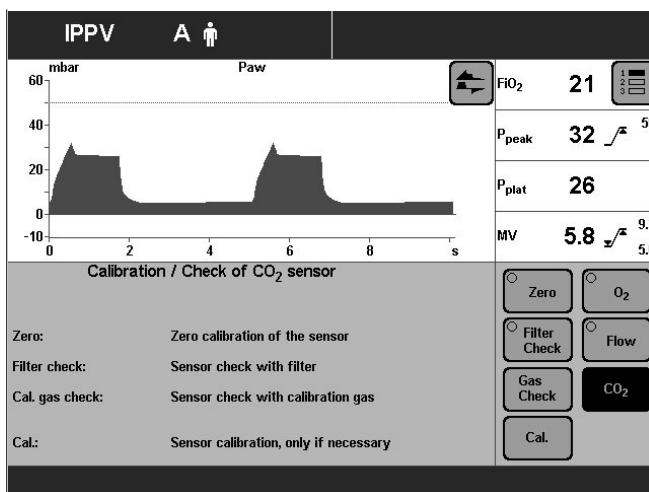 IPPV A
mbar Paw
60
40
20
0
-10
0 2 4 6 8 s
FiO2 21 1 2 3
Ppeak 32 5
Pplat 26
MV 5.8 9. 5.
Calibration / Check of CO2 sensor
Zero: Zero calibration of the sensor
Filter check: Sensor check with filter
Cal. gas check: Sensor check with calibration gas
Cal.: Sensor calibration, only if necessary
Zero O2
Filter Check Flow
Gas Check CO2
Cal.